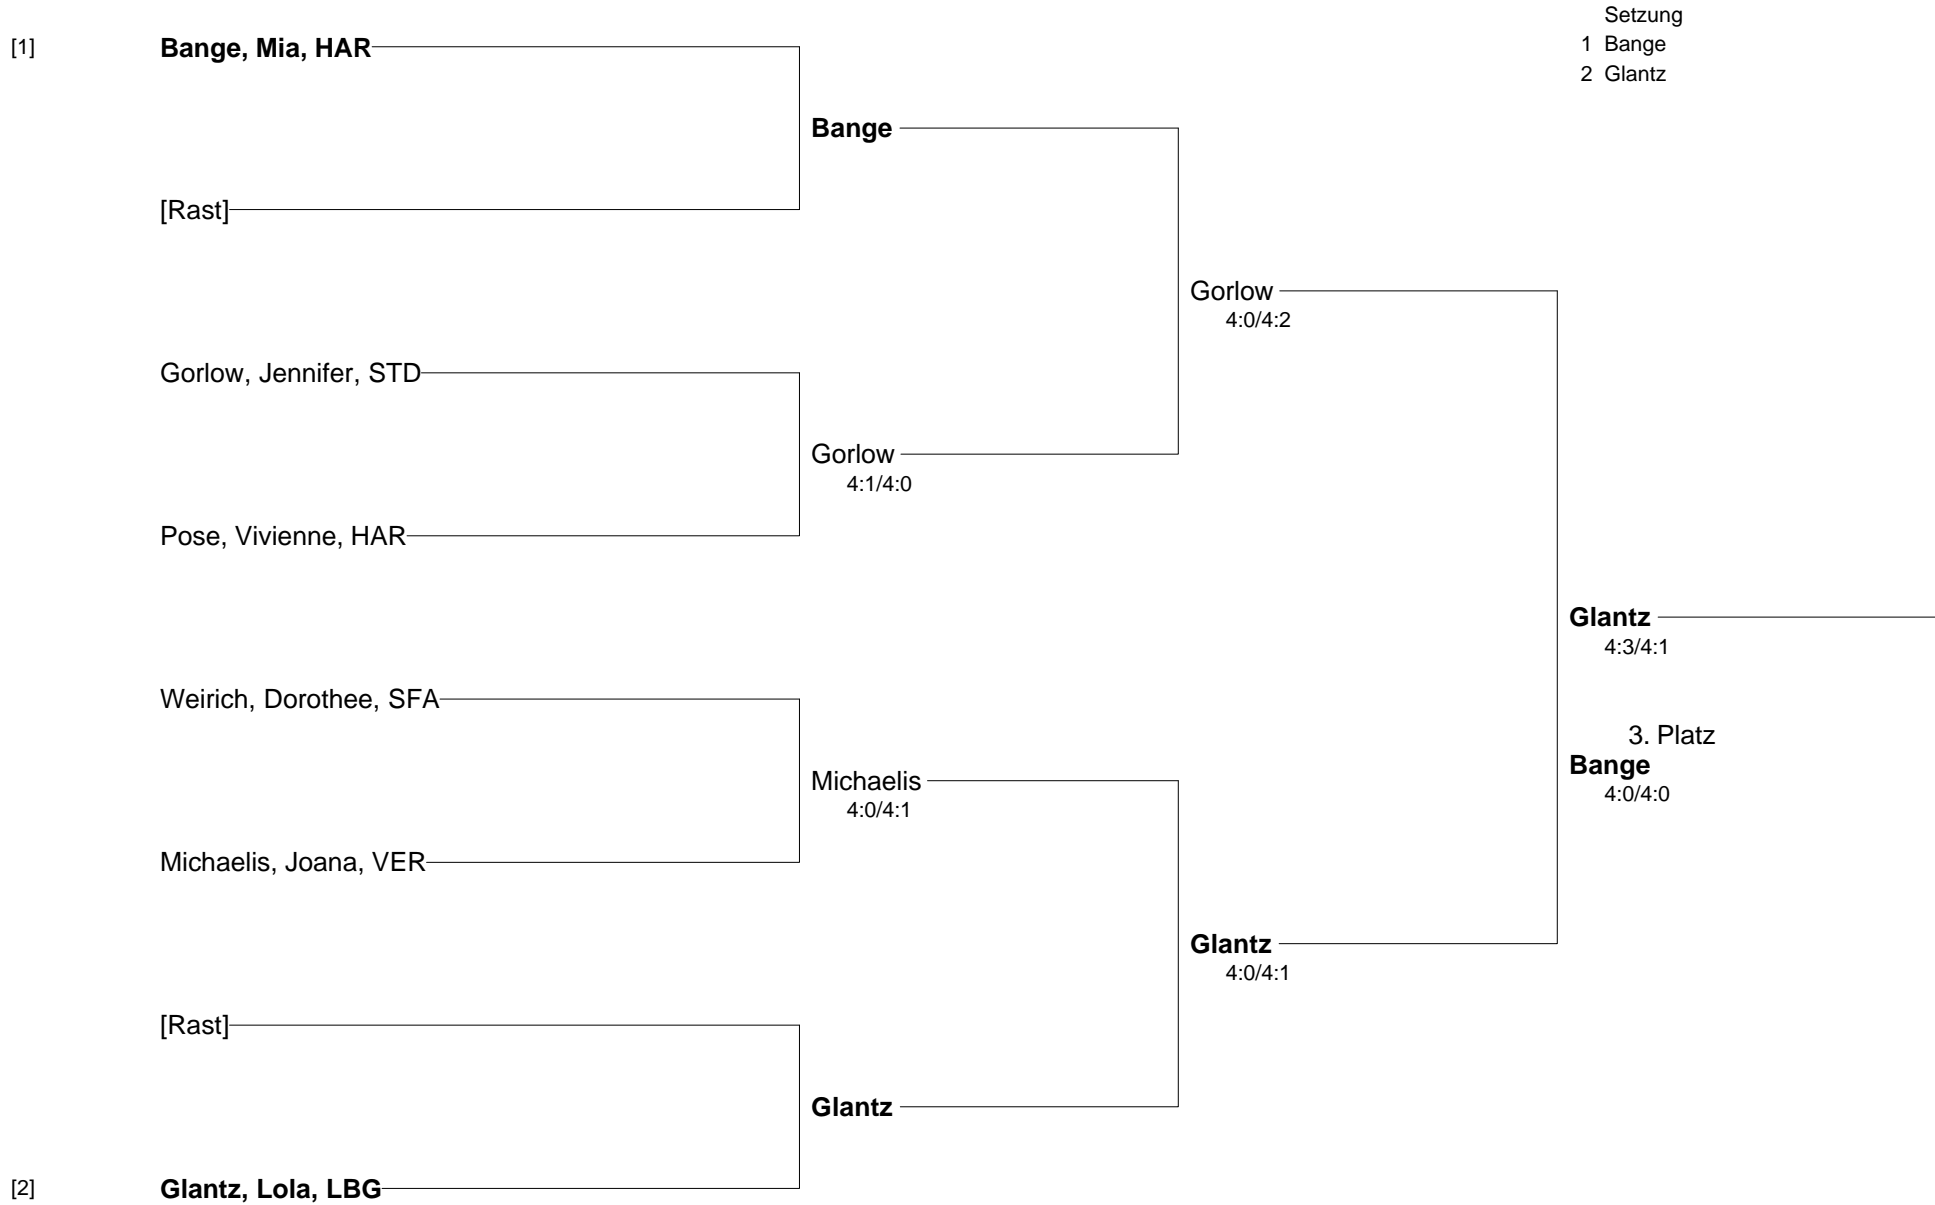 Setzung
1 Bange
2 Glantz
[1] Bange, Mia, HAR
Bange
[Rast]
Gorlow
4:0/4:2
Gorlow, Jennifer, STD
Gorlow
4:1/4:0
Pose, Vivienne, HAR
Glantz
4:3/4:1
Weirich, Dorothee, SFA
3. Platz
Bange
4:0/4:0
Michaelis
4:0/4:1
Michaelis, Joana, VER
Glantz
4:0/4:1
[Rast]
Glantz
[2] Glantz, Lola, LBG